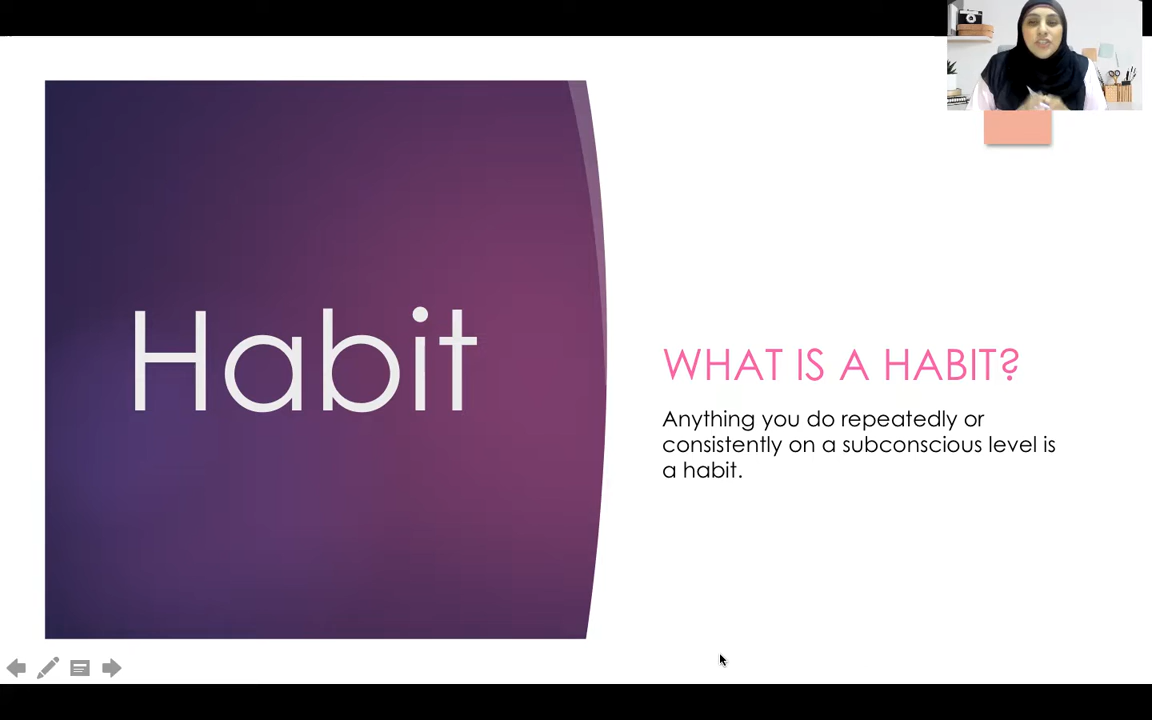 Habit
WHAT IS A HABIT?
Anything you do repeatedly or
consistently on a subconscious level is
a habit.